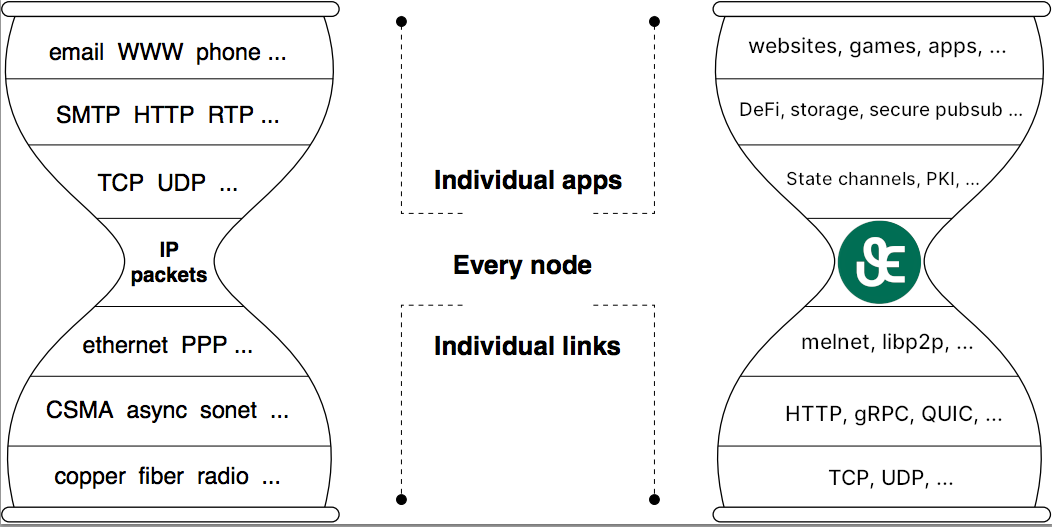 email WWW phone ...
SMTP HTTP RTP ...
TCP UDP ...
IP
packets
ethernet PPP ...
CSMA async sonet ...
copper fiber radio ...
Individual apps
Every node
Individual links
websites, games, apps, ...
DeFi, storage, secure pubsub ...
State channels, PKI, ...
melnet, libp2p, ...
HTTP, gRPC, QUIC, ...
TCP, UDP, ...